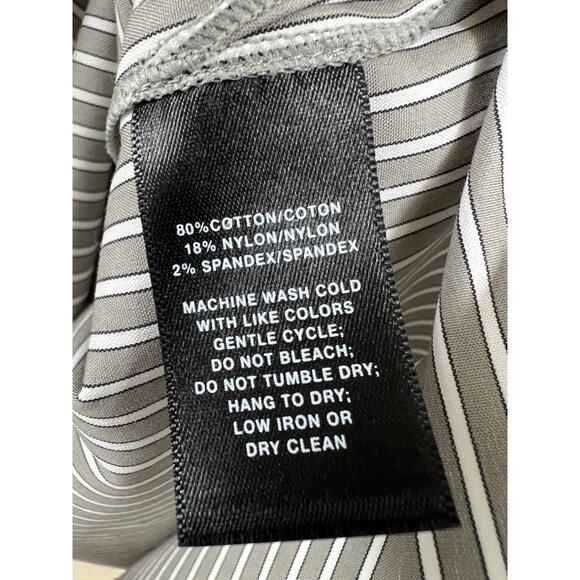 80%COTTON/COTON
18% NYLON/NYLON
2% SPANDEX/SPANDEX
MACHINE WASH COLD
WITH LIKE COLORS
GENTLE CYCLE;
DO NOT BLEACH;
DO NOT TUMBLE DRY;
HANG TO DRY;
LOW IRON OR
DRY CLEAN